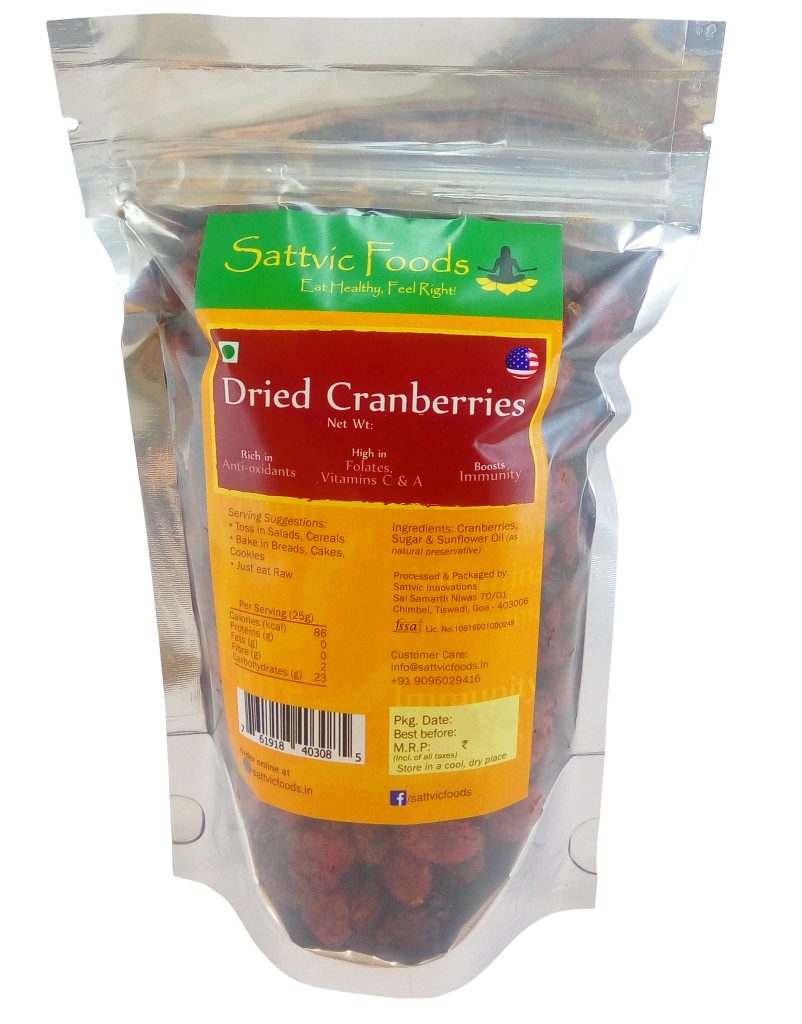 Sattvic Foods
Eat Healthy, Feel Right!
Dried Cranberries
Net Wt:
Rich in
Anti-oxidants
High in
Folates,
Vitamins C & A
Boosts
Immunity
Serving Suggestions:
• Toss in Salads, Cereals
• Bake in Breads, Cakes,
Cookies
• Just eat Raw
Per Serving (25g)
Calories (kcal) 86
Proteins (g) 0
Fats (g) 0
Fibre (g) 2
Carbohydrates (g) 23
7 61918 40308 5
Order online at
sattvicfoods.in
Ingredients: Cranberries,
Sugar & Sunflower Oil (as
natural preservative)
Processed & Packaged by:
Sattvic Innovations
Sai Samarth Niwas 70/01
Chimbel, Tiswadi, Goa - 403006
fssai Lic. No.10616001000249
Customer Care:
info@sattvicfoods.in
+91 9096029416
Immunity
Pkg. Date:
Best before:
M.R.P: ₹
(Incl. of all taxes)
Store in a cool, dry place
f/sattvicfoods